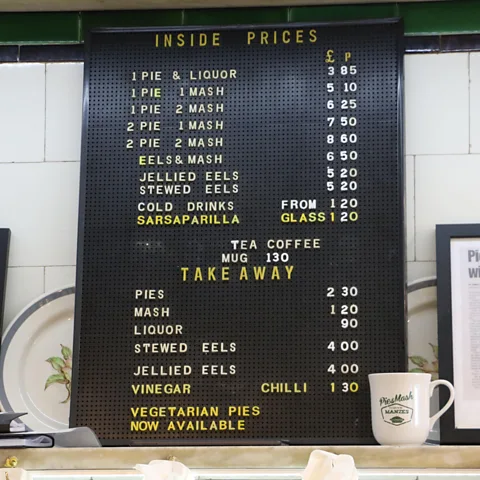 INSIDE PRICES
£ P
1 PIE & LIQUOR 3 85
1 PIE 1 MASH 5 10
1 PIE 2 MASH 6 25
2 PIE 1 MASH 7 50
2 PIE 2 MASH 8 60
EELS & MASH 6 50
JELLIED EELS 5 20
STEWED EELS 5 20
COLD DRINKS FROM 1 20
SARSAPARILLA GLASS 1 20
TEA COFFEE
MUG 130
TAKE AWAY
PIES 2 30
MASH 1 20
LIQUOR 90
STEWED EELS 4 00
JELLIED EELS 4 00
VINEGAR CHILLI 1 30
VEGETARIAN PIES
NOW AVAILABLE
Pie&Mash
MANZES
Pi
wi